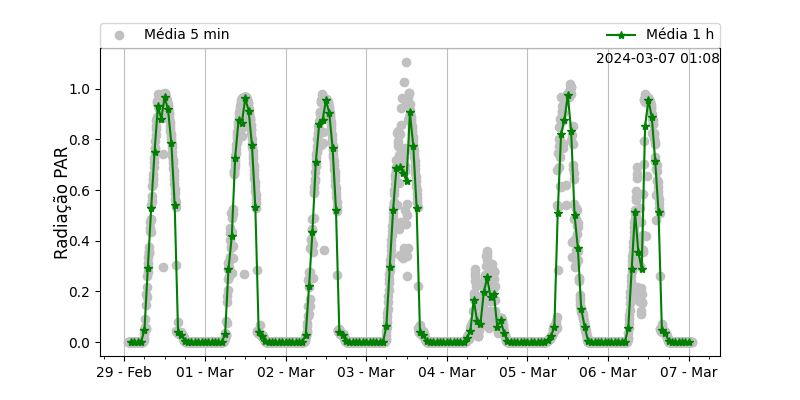 Média 5 min
Média 1 h
2024-03-07 01:08
Radiação PAR
1.0
0.8
0.6
0.4
0.2
0.0
29 - Feb
01 - Mar
02 - Mar
03 - Mar
04 - Mar
05 - Mar
06 - Mar
07 - Mar